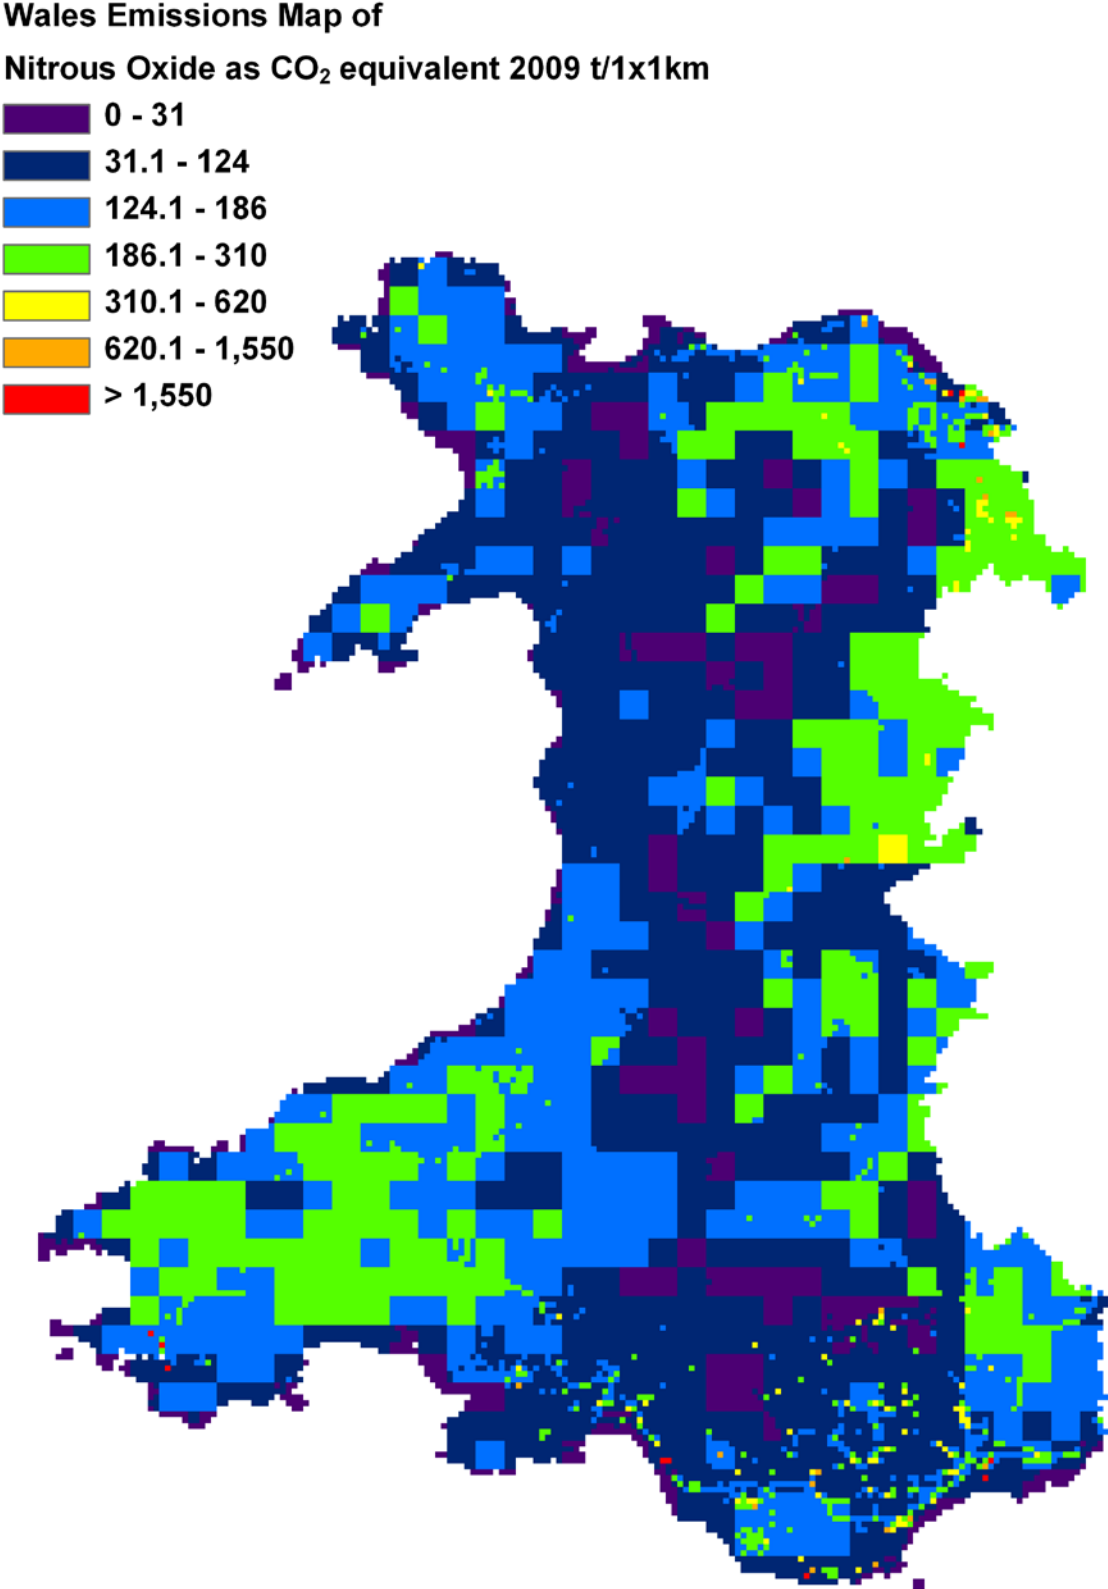 Wales Emissions Map of
Nitrous Oxide as CO₂ equivalent 2009 t/1x1km
0 - 31
31.1 - 124
124.1 - 186
186.1 - 310
310.1 - 620
620.1 - 1,550
> 1,550